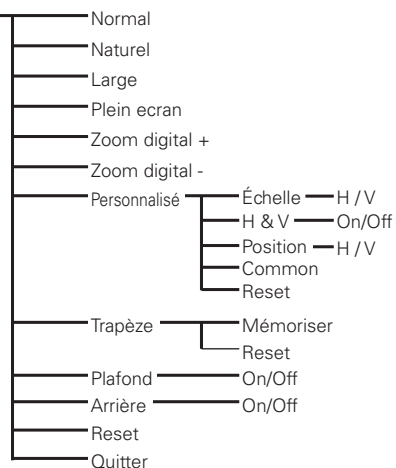 Normal
Naturel
Large
Plein ecran
Zoom digital +
Zoom digital -
Personnalisé Échelle H / V
H & V On/Off
Position H / V
Common
Reset
Trapèze Mémoriser
Reset
Plafond On/Off
Arrière On/Off
Reset
Quitter